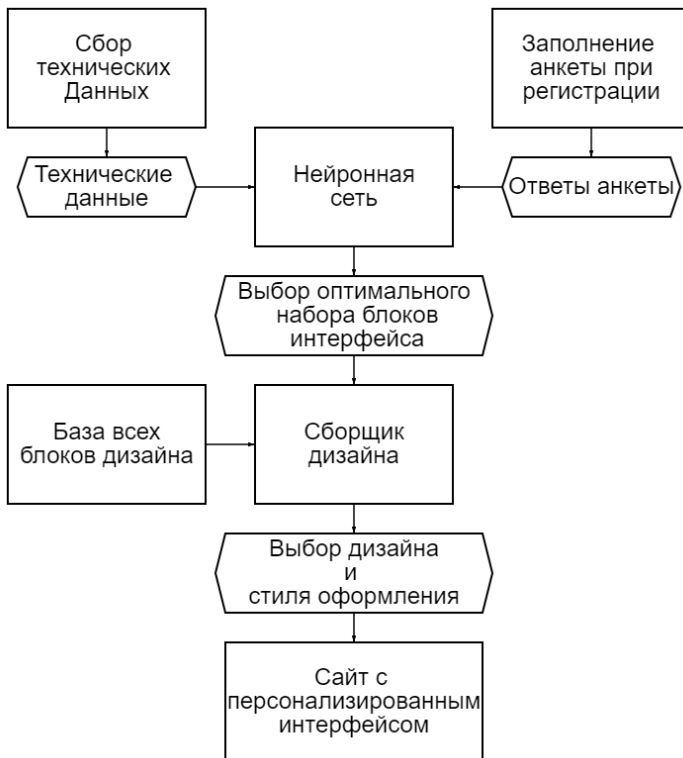 Сбор
технических
Данных
Заполнение
анкеты при
регистрации
Технические
данные
Нейронная
сеть
Ответы анкеты
Выбор оптимального
набора блоков
интерфейса
База всех
блоков дизайна
Сборщик
дизайна
Выбор дизайна
и
стиля оформления
Сайт с
персонализированным
интерфейсом